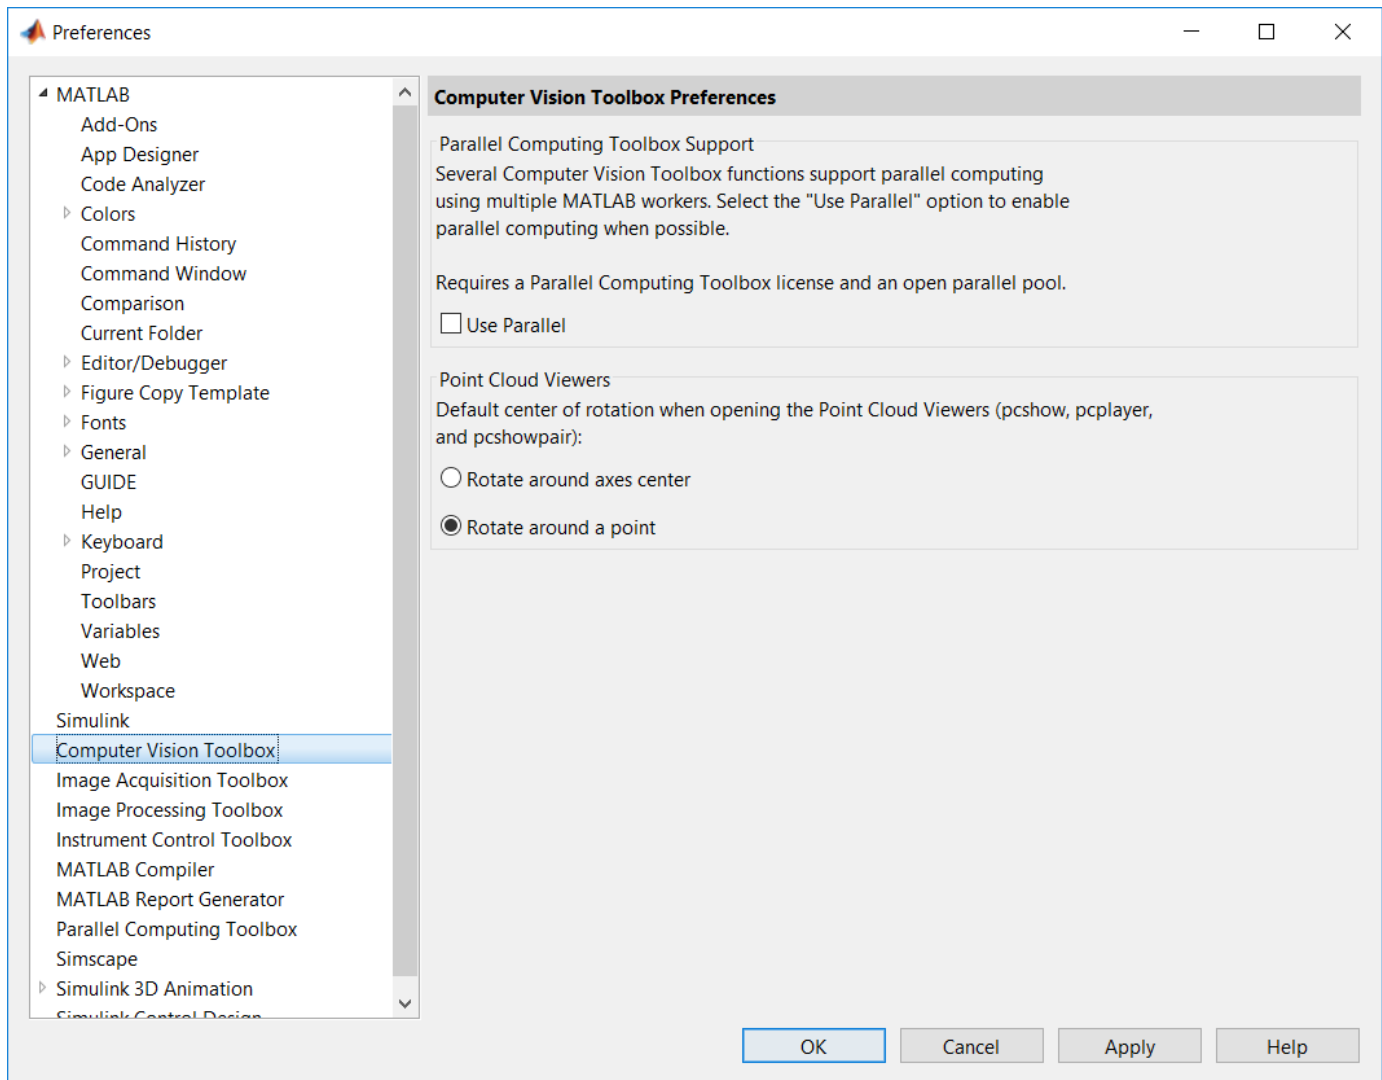 Preferences
MATLAB
Add-Ons
App Designer
Code Analyzer
Colors
Command History
Command Window
Comparison
Current Folder
Editor/Debugger
Figure Copy Template
Fonts
General
GUIDE
Help
Keyboard
Project
Toolbars
Variables
Web
Workspace
Simulink
Computer Vision Toolbox
Image Acquisition Toolbox
Image Processing Toolbox
Instrument Control Toolbox
MATLAB Compiler
MATLAB Report Generator
Parallel Computing Toolbox
Simscape
Simulink 3D Animation
Simulink Control Design
Computer Vision Toolbox Preferences
Parallel Computing Toolbox Support
Several Computer Vision Toolbox functions support parallel computing
using multiple MATLAB workers. Select the "Use Parallel" option to enable
parallel computing when possible.
Requires a Parallel Computing Toolbox license and an open parallel pool.
Use Parallel
Point Cloud Viewers
Default center of rotation when opening the Point Cloud Viewers (pcshow, pcplayer,
and pcshowpair):
Rotate around axes center
Rotate around a point
OK
Cancel
Apply
Help